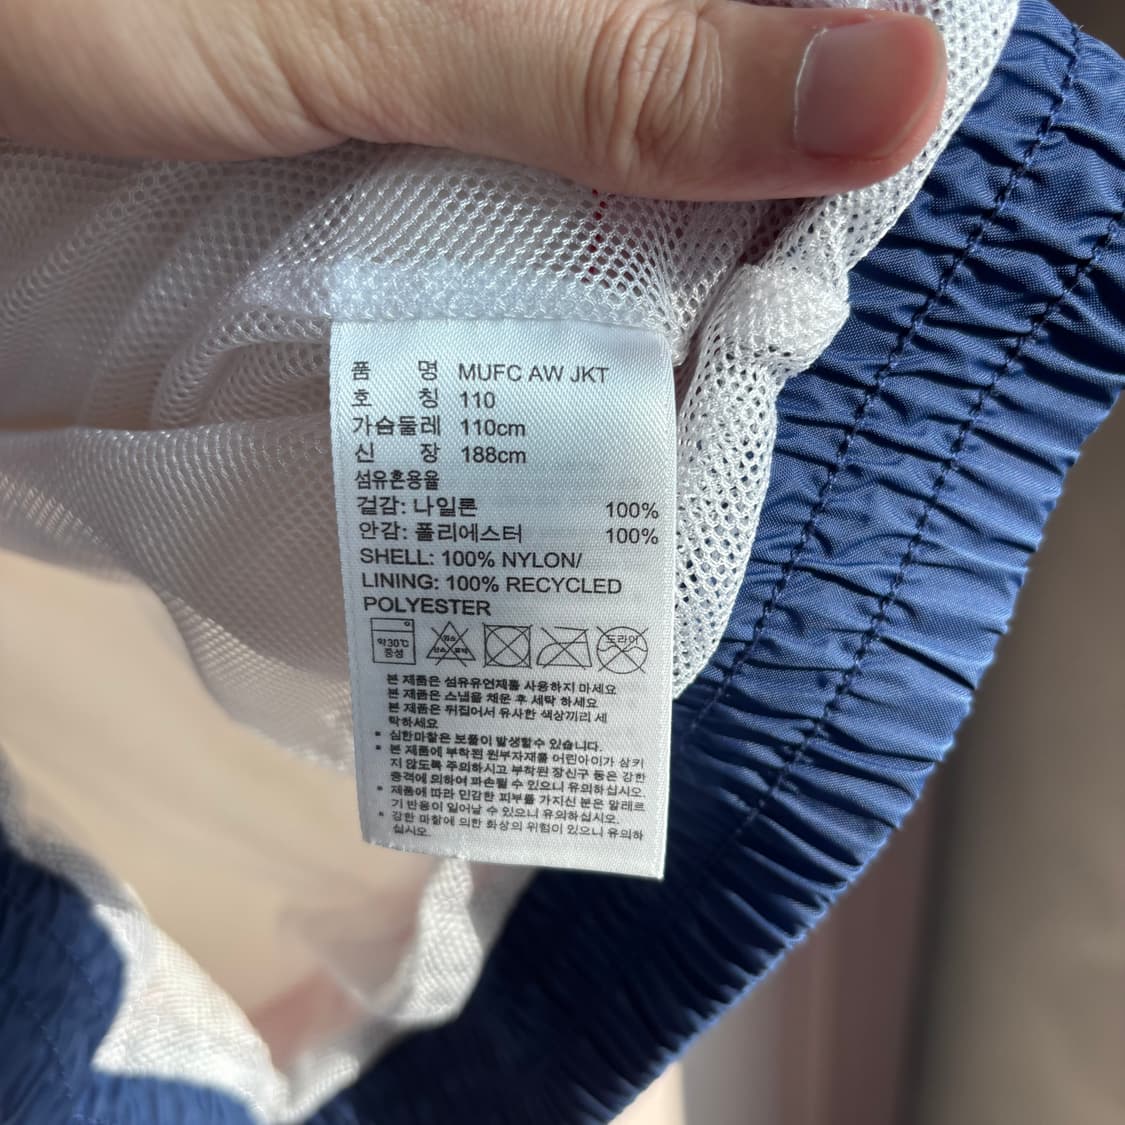 품 명 MUFC AW JKT
호 칭 110
가슴둘레 110cm
신 장 188cm
섬유혼용율
겉감: 나일론 100%
안감: 폴리에스터 100%
SHELL: 100% NYLON/
LINING: 100% RECYCLED
POLYESTER
약30℃ 중성 도라이
본 제품은 섬유유연제를 사용하지 마세요
본 제품은 스냅을 채운 후 세탁 하세요
본 제품은 뒤집어서 유사한 색상끼리 세
탁하세요
* 심한마찰은 보풀이 발생할수 있습니다.
* 본 제품에 부착된 원부자재를 어린아이가 삼키
지 않도록 주의하시고 부착된 장신구 등은 강한
충격에 의하여 파손될 수 있으니 유의하십시오.
* 제품에 따라 민감한 피부를 가지신 분은 알레르
기 반응이 일어날 수 있으니 유의하십시오.
* 강한 마찰에 의한 화상의 위험이 있으니 유의하
십시오.